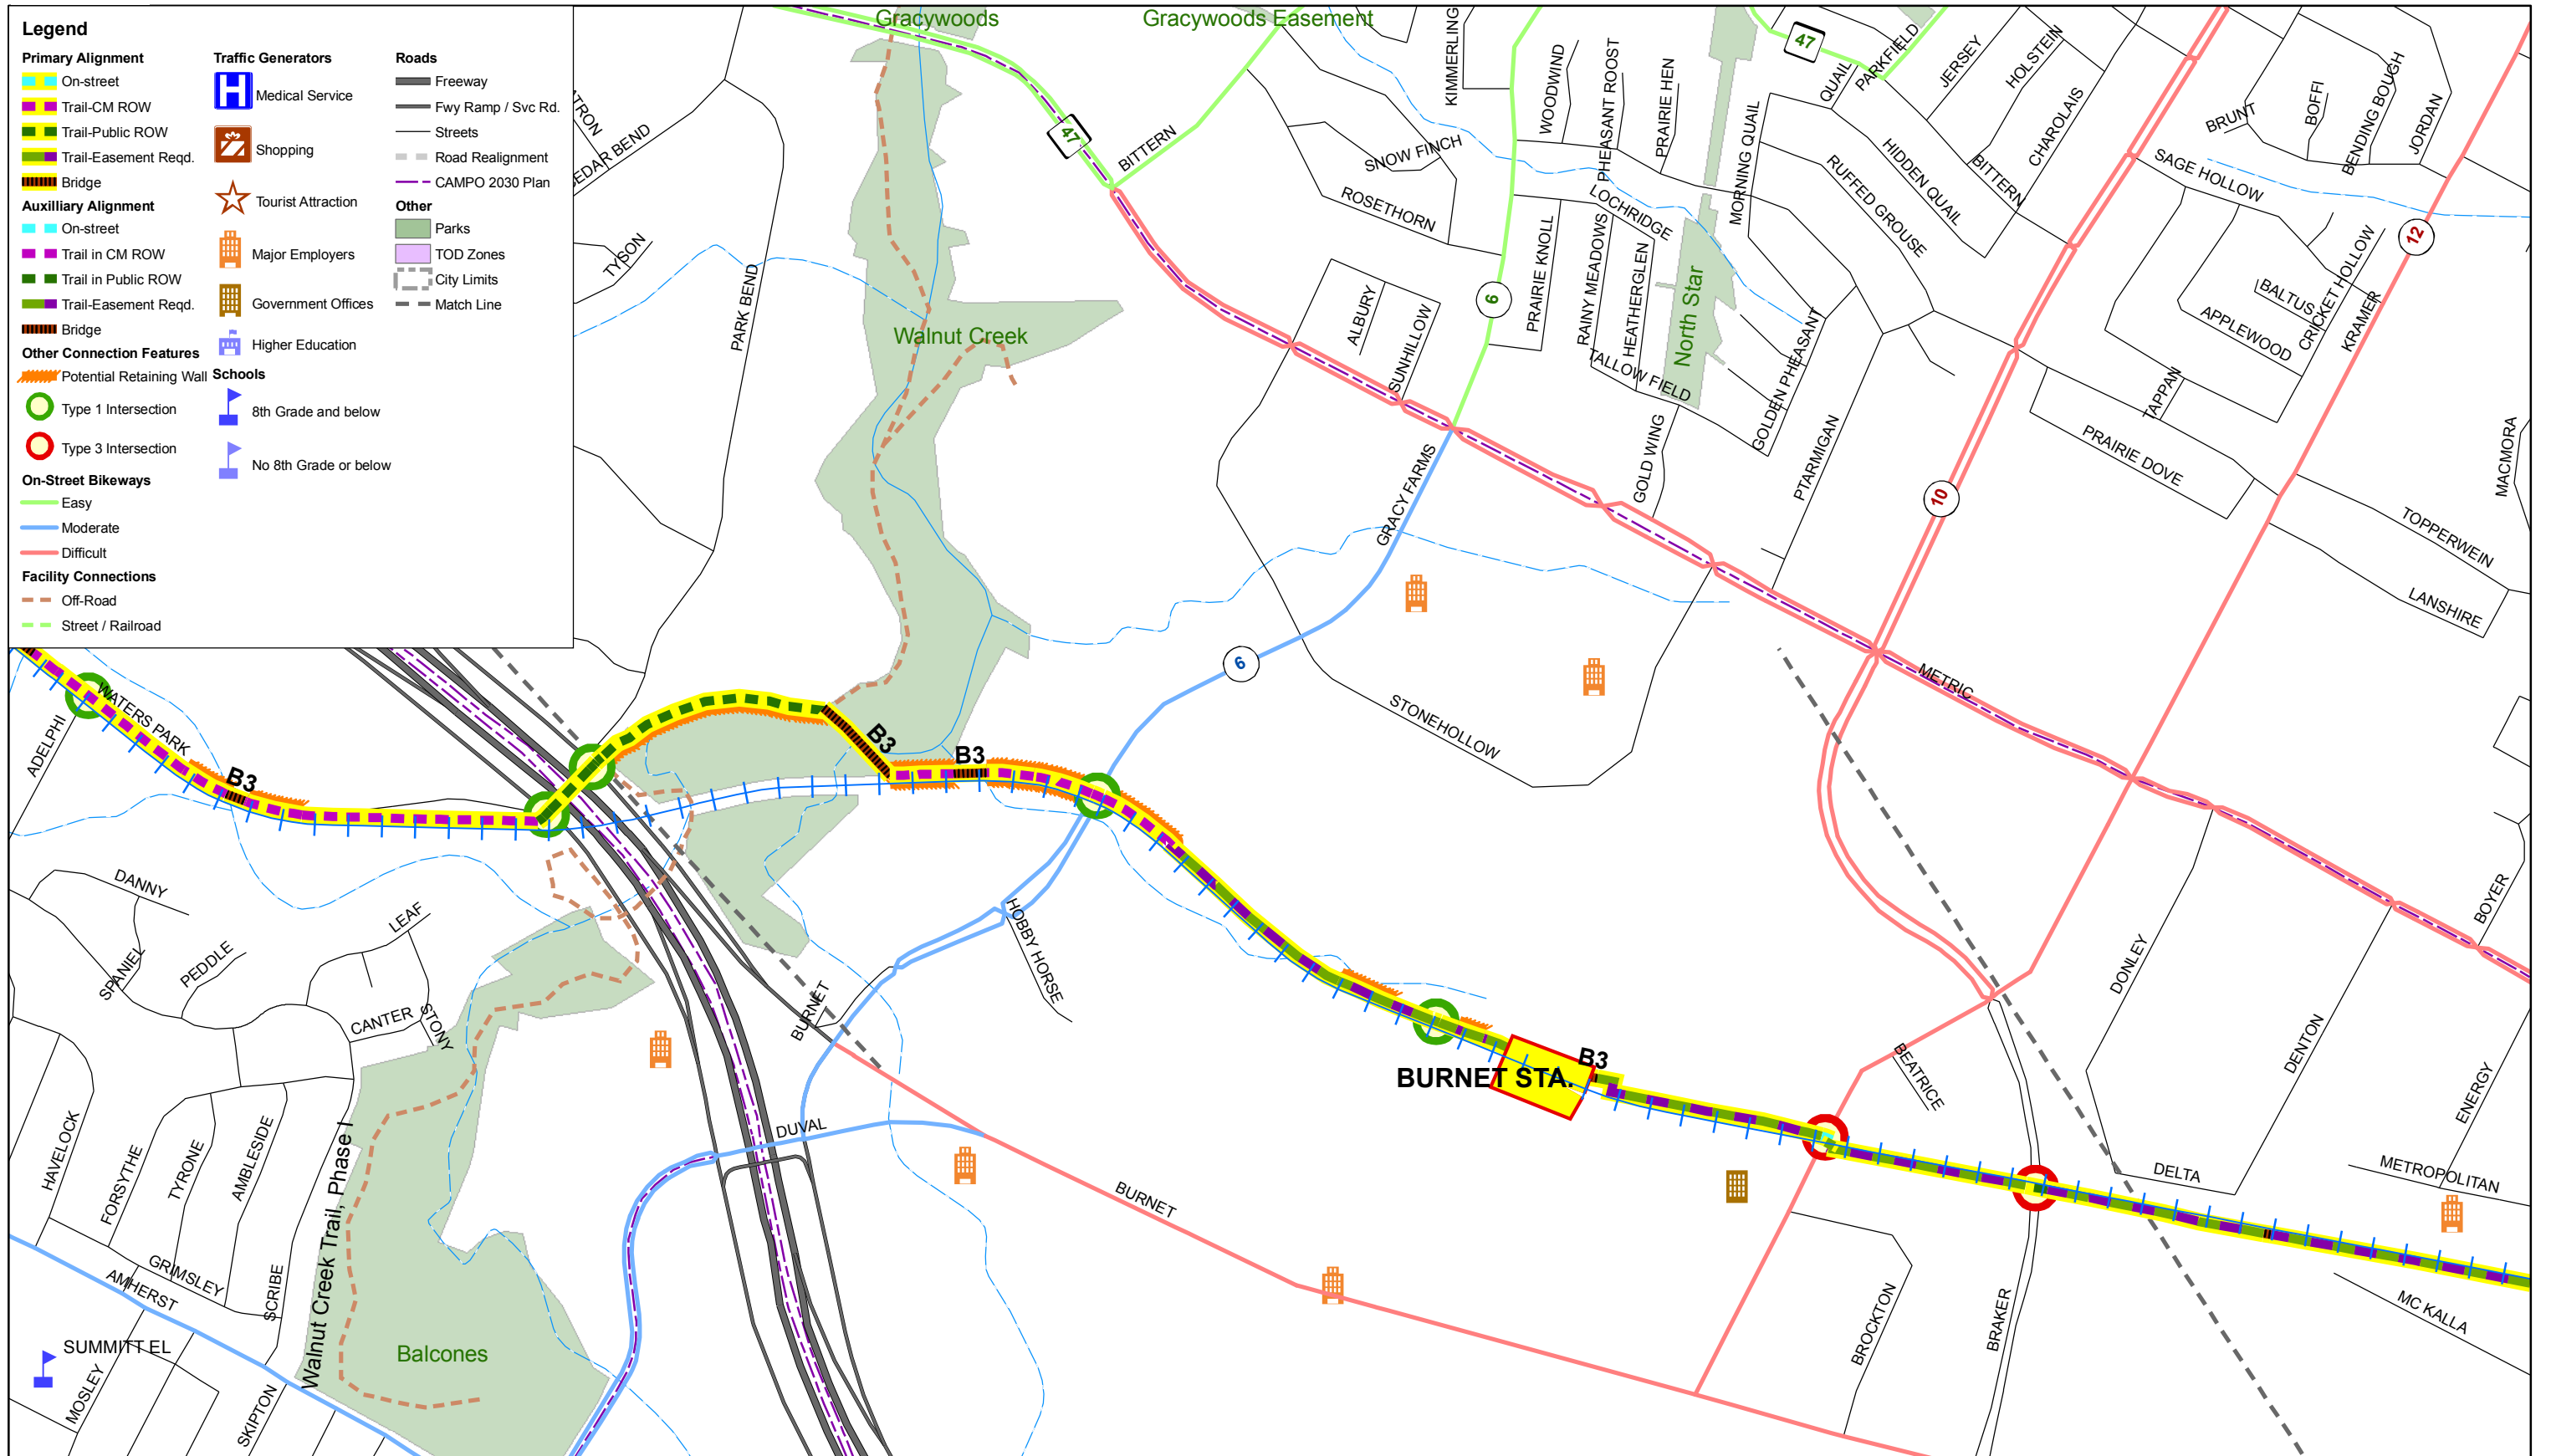 Legend
Primary Alignment
On-street
Trail-CM ROW
Trail-Public ROW
Trail-Easement Reqd.
Bridge
Auxilliary Alignment
On-street
Trail in CM ROW
Trail in Public ROW
Trail-Easement Reqd.
Bridge
Other Connection Features
Potential Retaining Wall
Type 1 Intersection
Type 3 Intersection
On-Street Bikeways
Easy
Moderate
Difficult
Facility Connections
Off-Road
Street / Railroad
Traffic Generators
Medical Service
Shopping
Tourist Attraction
Major Employers
Government Offices
Higher Education
Schools
8th Grade and below
No 8th Grade or below
Roads
Freeway
Fwy Ramp / Svc Rd.
Streets
Road Realignment
CAMPO 2030 Plan
Other
Parks
TOD Zones
City Limits
Match Line
Gracywoods
Gracywoods Easement
47
47
BITTERN
KIMMERLING
WOODWIND
PHEASANT ROOST
PRAIRIE HEN
MORNING QUAIL
QUAIL
PARKFIELD
JERSEY
HOLSTEIN
CHAROLAIS
BRUNT
BOFFI
BENDING BOUGH
JORDAN
SNOW FINCH
ROSETHORN
LOCHRIDGE
HIDDEN QUAIL
BITTERN
RUFFED GROUSE
SAGE HOLLOW
12
TYSON
PARK BEND
Walnut Creek
ALBURY
SUNHILLOW
6
PRAIRIE KNOLL
RAINY MEADOWS
HEATHERGLEN
TALLOW FIELD
North Star
GOLDEN PHEASANT
BALTUS
CRICKET HOLLOW
APPLEWOOD
KRAMER
TAPPAN
GRACY FARMS
GOLD WING
PTARMIGAN
10
PRAIRIE DOVE
MACMORA
TOPPERWEIN
LANSHIRE
6
STONEHOLLOW
METRIC
ADELPHI
WATERS PARK
B3
B3
B3
DANNY
SPANIEL
PEDDLE
LEAF
CANTER
STONY
BURNET
HOBBY HORSE
DONLEY
DENTON
BOYER
ENERGY
BURNET STA.
B3
BEATRICE
HAVELOCK
FORSYTHE
TYRONE
AMBLESIDE
GRIMSLEY
AMHERST
SCRIBE
Walnut Creek Trail, Phase I
DUVAL
BURNET
DELTA
METROPOLITAN
SUMMITT EL
MOSLEY
SKIPTON
Balcones
BROCKTON
BRAKER
MC KALLA